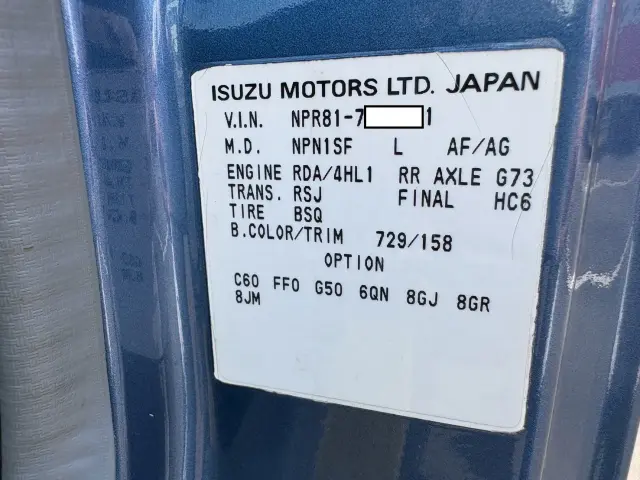 ISUZU MOTORS LTD. JAPAN
V.I.N. NPR81-7 1
M.D. NPN1SF L AF/AG
ENGINE RDA/4HL1 RR AXLE G73
TRANS. RSJ FINAL HC6
TIRE BSQ
B.COLOR/TRIM 729/158
OPTION
C60 FF0 G50 6QN 8GJ 8GR
8JM